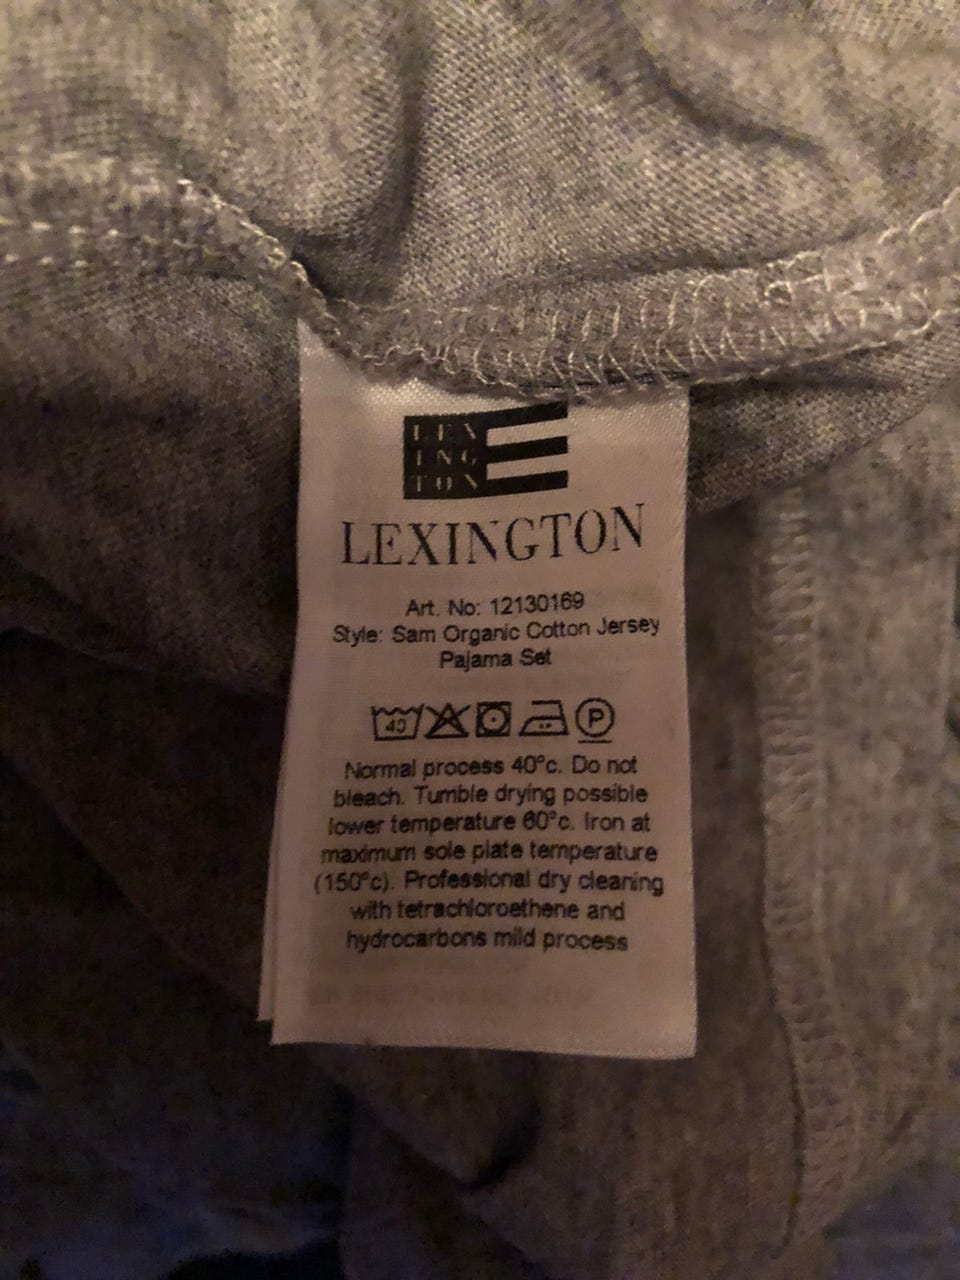 LEX
ING
TON
LEXINGTON
Art. No: 12130169
Style: Sam Organic Cotton Jersey
Pajama Set
40 P
Normal process 40°c. Do not
bleach. Tumble drying possible
lower temperature 60°c. Iron at
maximum sole plate temperature
(150°c). Professional dry cleaning
with tetrachloroethene and
hydrocarbons mild process